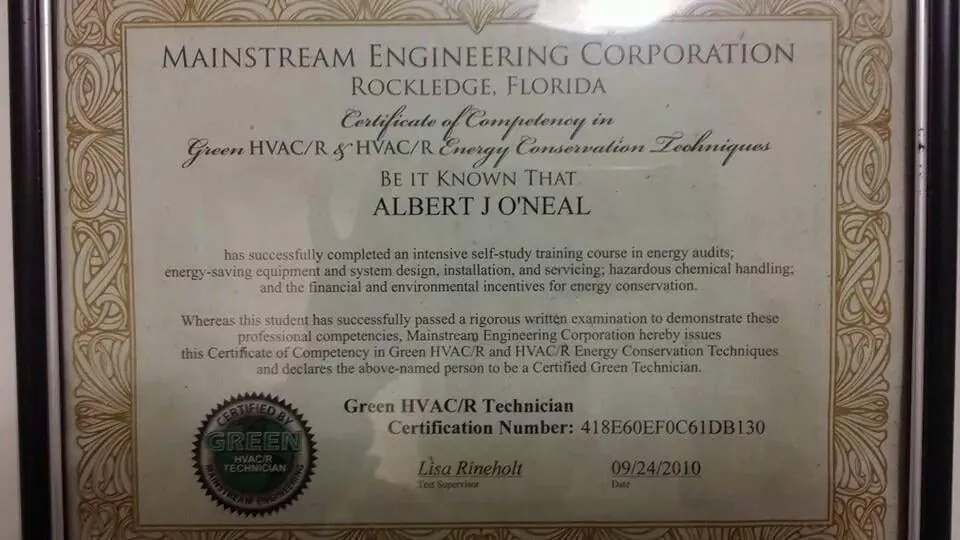 MAINSTREAM ENGINEERING CORPORATION
ROCKLEDGE, FLORIDA
Certificate of Competency in
Green HVAC/R & HVAC/R Energy Conservation Techniques
BE IT KNOWN THAT
ALBERT J O'NEAL
has successfully completed an intensive self-study training course in energy audits;
energy-saving equipment and system design, installation, and servicing; hazardous chemical handling;
and the financial and environmental incentives for energy conservation.
Whereas this student has successfully passed a rigorous written examination to demonstrate these
professional competencies, Mainstream Engineering Corporation hereby issues
this Certificate of Competency in Green HVAC/R and HVAC/R Energy Conservation Techniques
and declares the above-named person to be a Certified Green Technician.
Green HVAC/R Technician
Certification Number: 418E60EF0C61DB130
CERTIFIED BY
GREEN
HVAC/R
TECHNICIAN
MAINSTREAM ENGINEERING
Lisa Rineholt
Test Supervisor
09/24/2010
Date